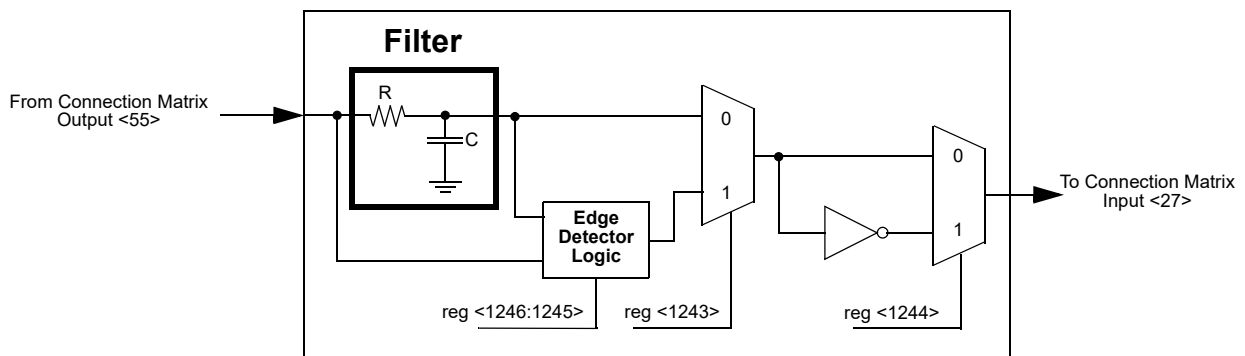 Filter
From Connection Matrix
Output <55>
R
C
0
1
Edge
Detector
Logic
0
1
To Connection Matrix
Input <27>
reg <1246:1245>
reg <1243>
reg <1244>